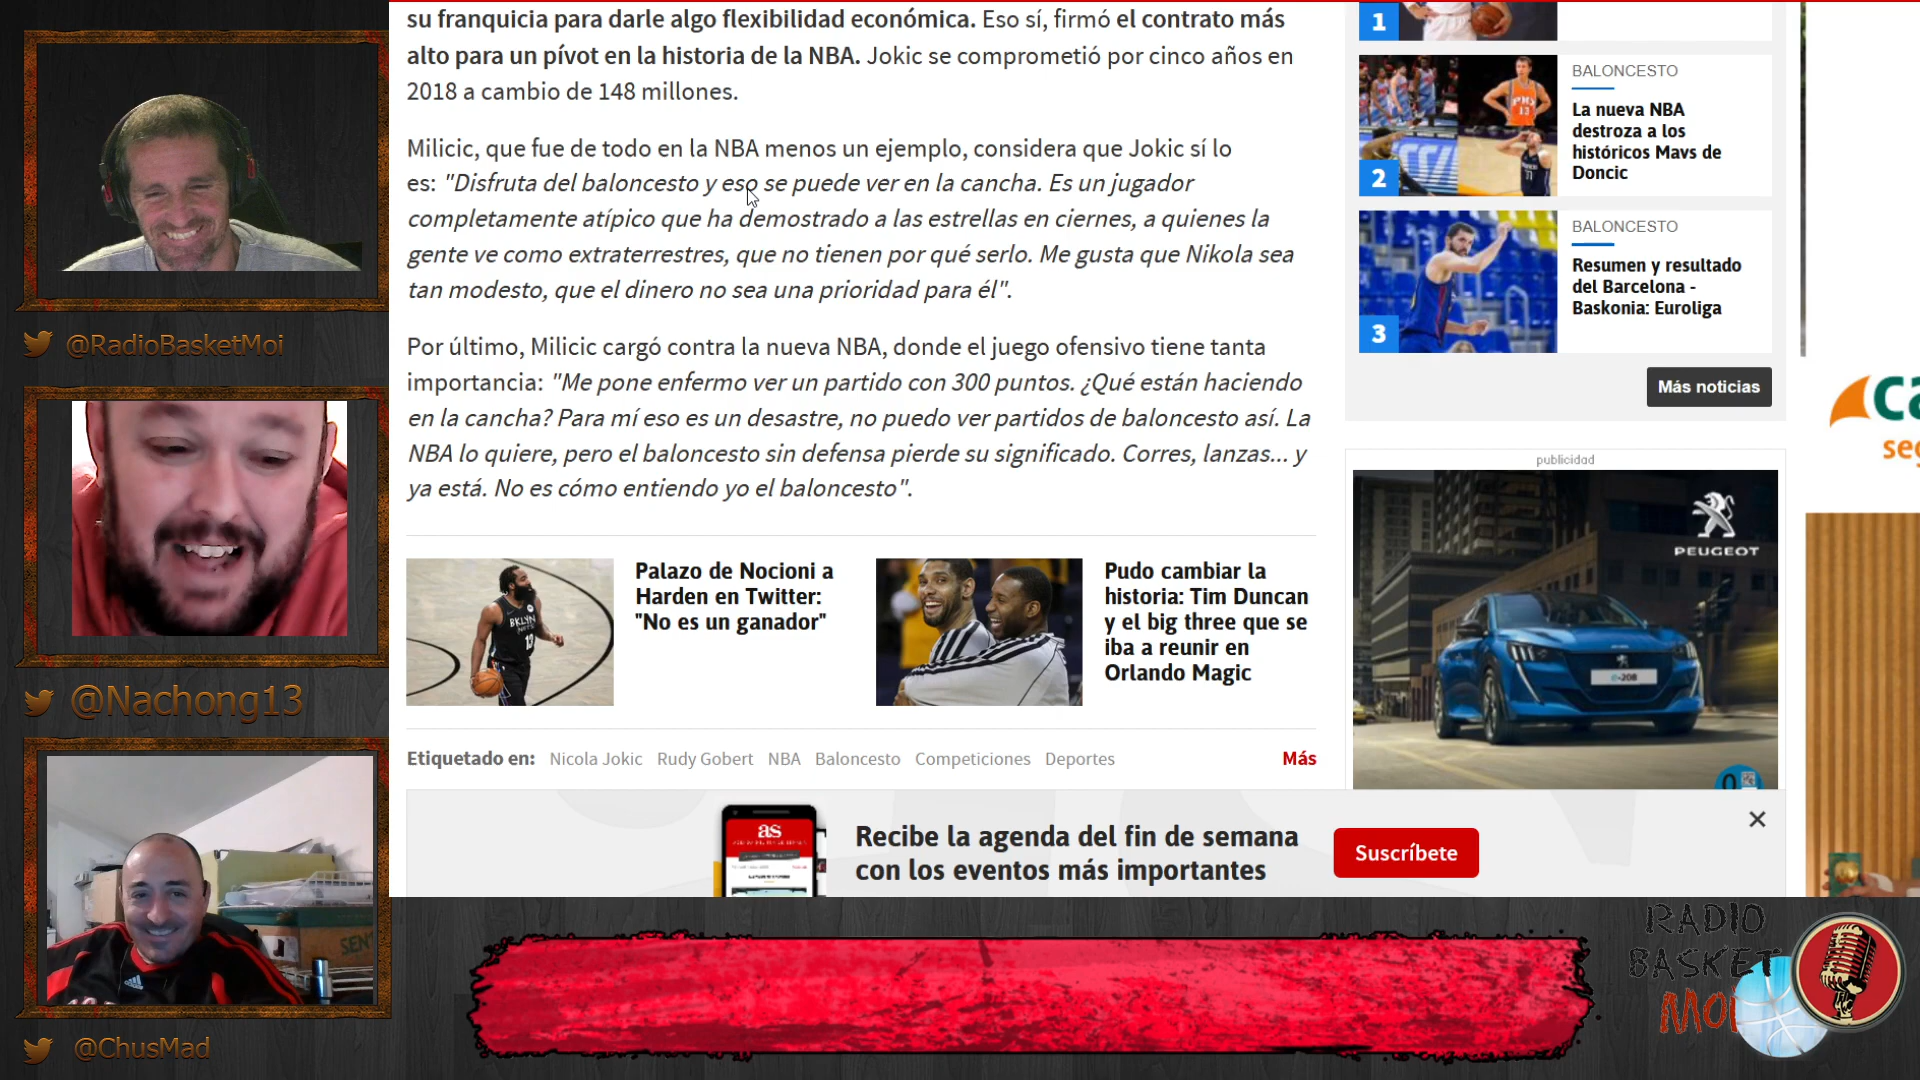 su franquicia para darle algo flexibilidad económica. Eso sí, firmó el contrato más
alto para un pívot en la historia de la NBA. Jokic se comprometió por cinco años en
2018 a cambio de 148 millones.
Milicic, que fue de todo en la NBA menos un ejemplo, considera que Jokic sí lo
es: "Disfruta del baloncesto y eso se puede ver en la cancha. Es un jugador
completamente atípico que ha demostrado a las estrellas en ciernes, a quienes la
gente ve como extraterrestres, que no tienen por qué serlo. Me gusta que Nikola sea
tan modesto, que el dinero no sea una prioridad para él".
Por último, Milicic cargó contra la nueva NBA, donde el juego ofensivo tiene tanta
importancia: "Me pone enfermo ver un partido con 300 puntos. ¿Qué están haciendo
en la cancha? Para mí eso es un desastre, no puedo ver partidos de baloncesto así. La
NBA lo quiere, pero el baloncesto sin defensa pierde su significado. Corres, lanzas... y
ya está. No es cómo entiendo yo el baloncesto".
BKLYN
NETS
13
Palazo de Nocioni a
Harden en Twitter:
"No es un ganador"
Pudo cambiar la
historia: Tim Duncan
y el big three que se
iba a reunir en
Orlando Magic
Etiquetado en: Nicola Jokic Rudy Gobert NBA Baloncesto Competiciones Deportes Más
as
Recibe la agenda del fin de semana
con los eventos más importantes
Suscríbete
1
2
BALONCESTO
La nueva NBA
destroza a los
históricos Mavs de
Doncic
3
BALONCESTO
Resumen y resultado
del Barcelona -
Baskonia: Euroliga
Más noticias
publicidad
PEUGEOT
e-208
Ca
seg
@RadioBasketMoi
@Nachong13
@ChusMad
adidas
RADIO
BASKET
MOI